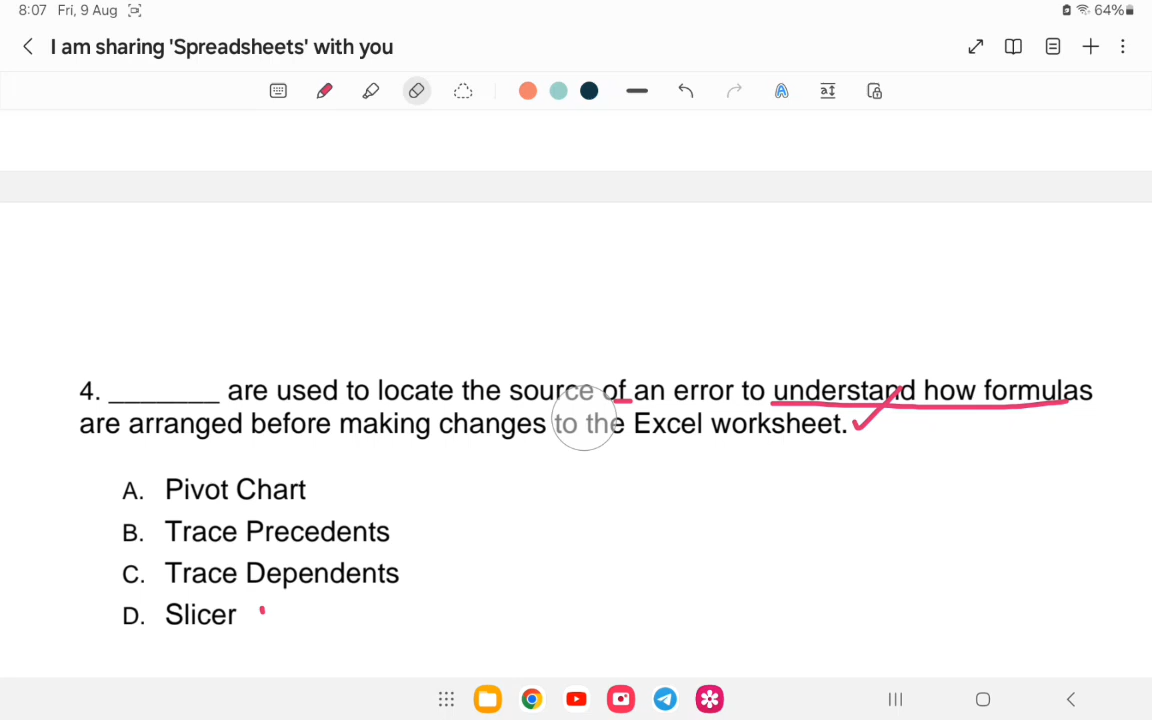 8:07 Fri, 9 Aug 64%
I am sharing 'Spreadsheets' with you
4. ________ are used to locate the source of an error to understand how formulas
are arranged before making changes to the Excel worksheet.
A. Pivot Chart
B. Trace Precedents
C. Trace Dependents
D. Slicer